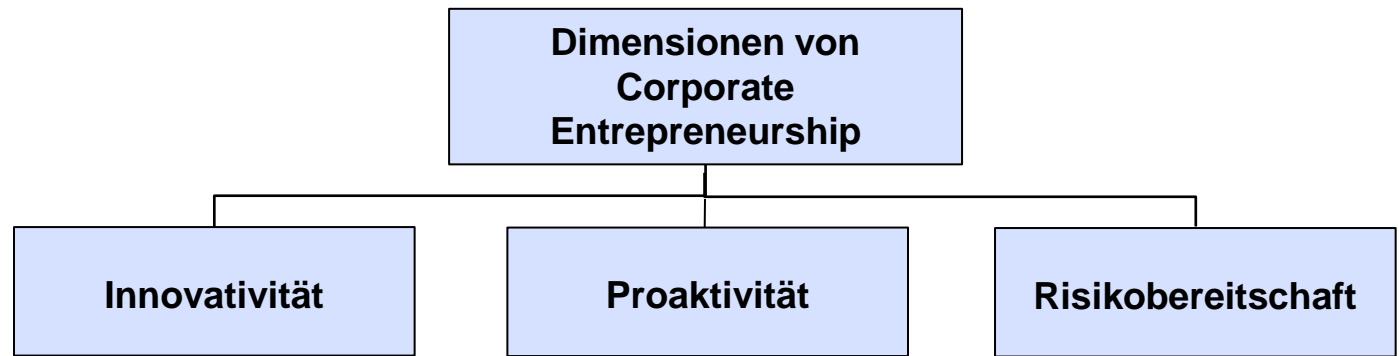 Dimensionen von
Corporate
Entrepreneurship
Innovativität
Proaktivität
Risikobereitschaft